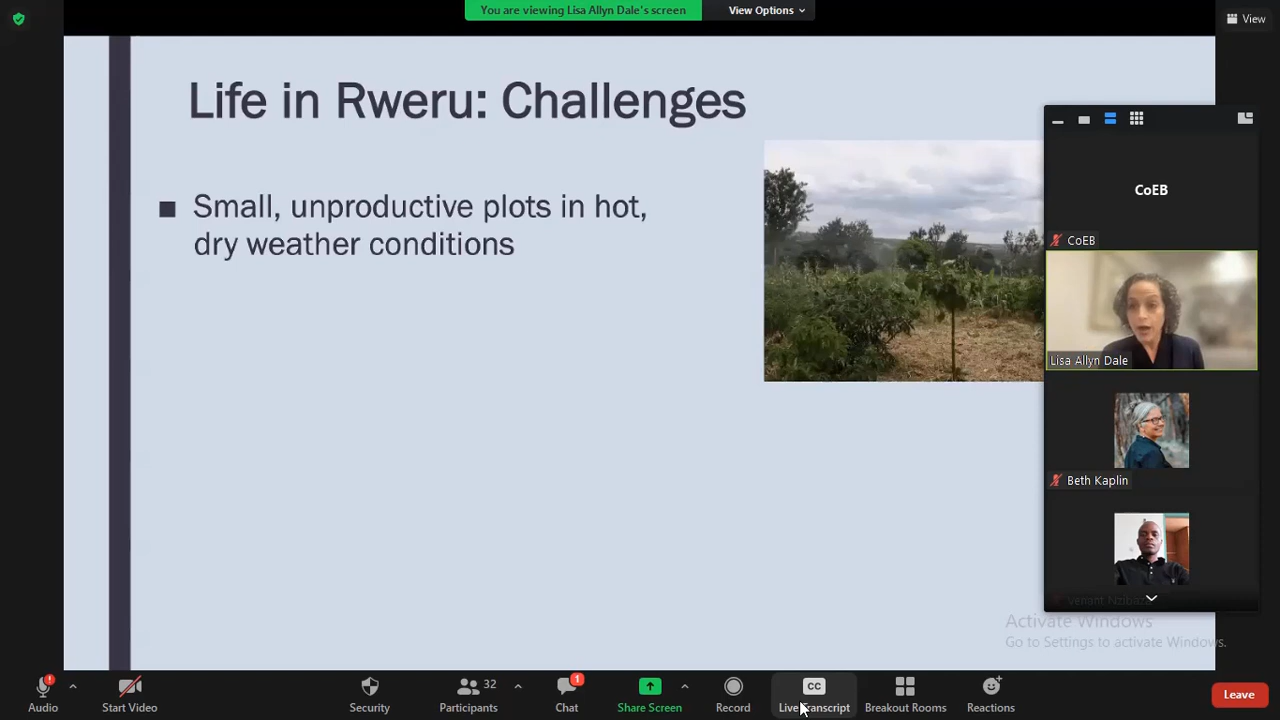 You are viewing Lisa Allyn Dale's screen
View Options
View
Life in Rweru: Challenges
Small, unproductive plots in hot,
dry weather conditions
CoEB
CoEB
Lisa Allyn Dale
Beth Kaplin
Venant Nzibaza
Activate Windows
Go to Settings to activate Windows.
Audio
Start Video
Security
Participants
32
Chat
1
Share Screen
Record
CC
Live Transcript
Breakout Rooms
Reactions
Leave